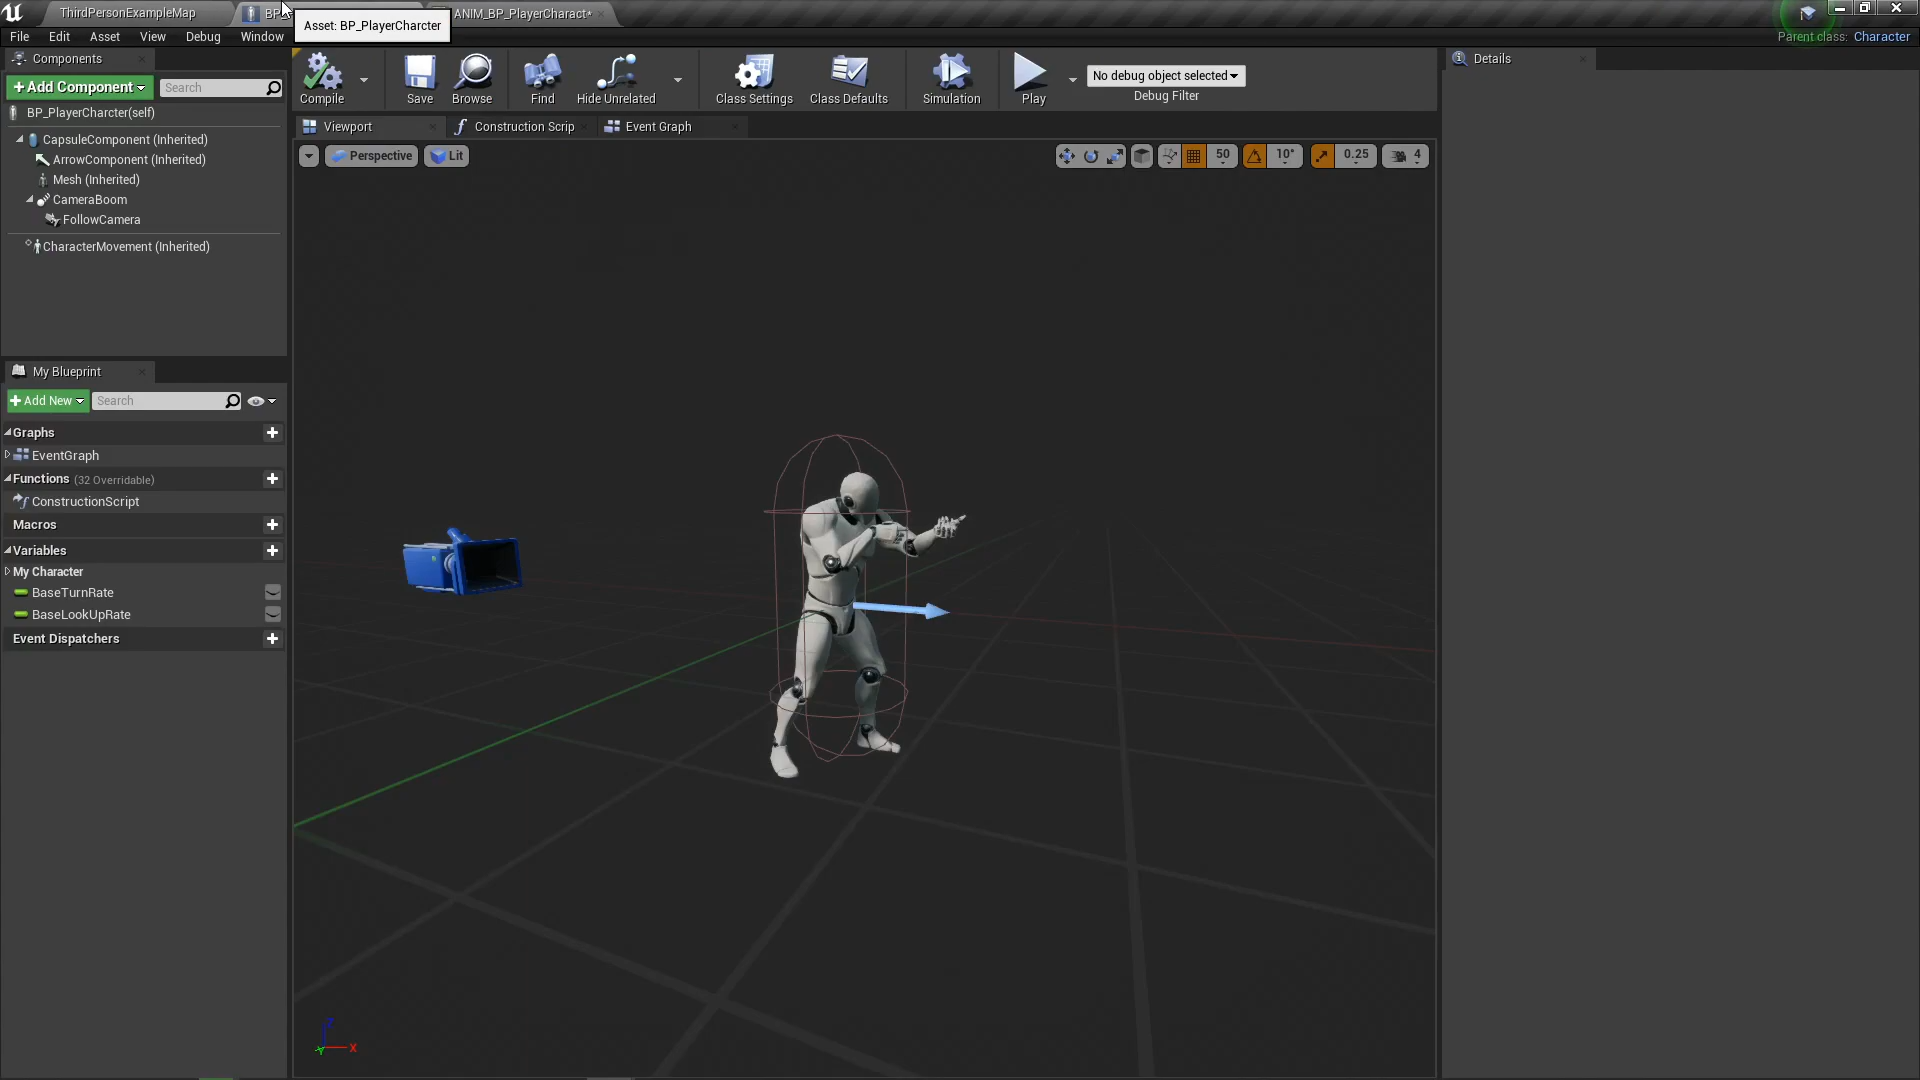 ThirdPersonExampleMap
ANIM_BP_PlayerCharact*
Asset: BP_PlayerCharcter
File Edit Asset View Debug Window
Parent class: Character
Components
+Add Component
Search
BP_PlayerCharcter(self)
CapsuleComponent (Inherited)
ArrowComponent (Inherited)
Mesh (Inherited)
CameraBoom
FollowCamera
CharacterMovement (Inherited)
My Blueprint
+Add New
Search
Graphs
EventGraph
Functions (32 Overridable)
ConstructionScript
Macros
Variables
My Character
BaseTurnRate
BaseLookUpRate
Event Dispatchers
Compile Save Browse Find Hide Unrelated Class Settings Class Defaults Simulation Play
No debug object selected
Debug Filter
Viewport Construction Scrip Event Graph
Perspective Lit
50 10° 0.25 4
Z
Y X
Details